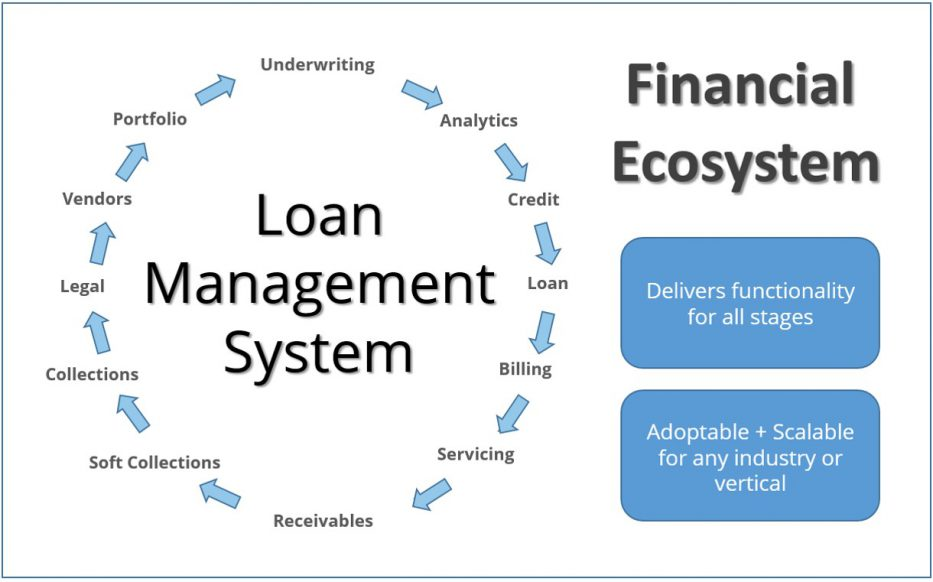 Financial
Ecosystem
Loan
Management
System
Underwriting
Analytics
Credit
Loan
Billing
Servicing
Receivables
Soft Collections
Collections
Legal
Vendors
Portfolio
Delivers functionality
for all stages
Adoptable + Scalable
for any industry or
vertical